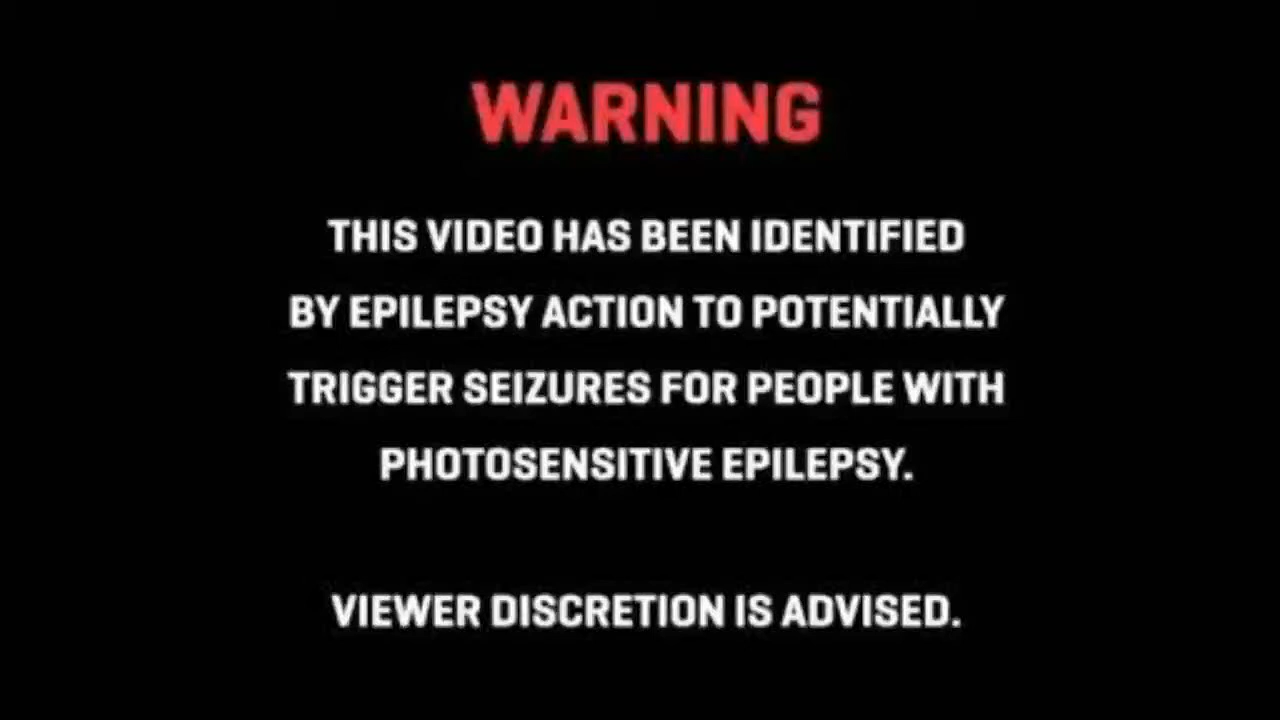 WARNING
THIS VIDEO HAS BEEN IDENTIFIED
BY EPILEPSY ACTION TO POTENTIALLY
TRIGGER SEIZURES FOR PEOPLE WITH
PHOTOSENSITIVE EPILEPSY.
VIEWER DISCRETION IS ADVISED.